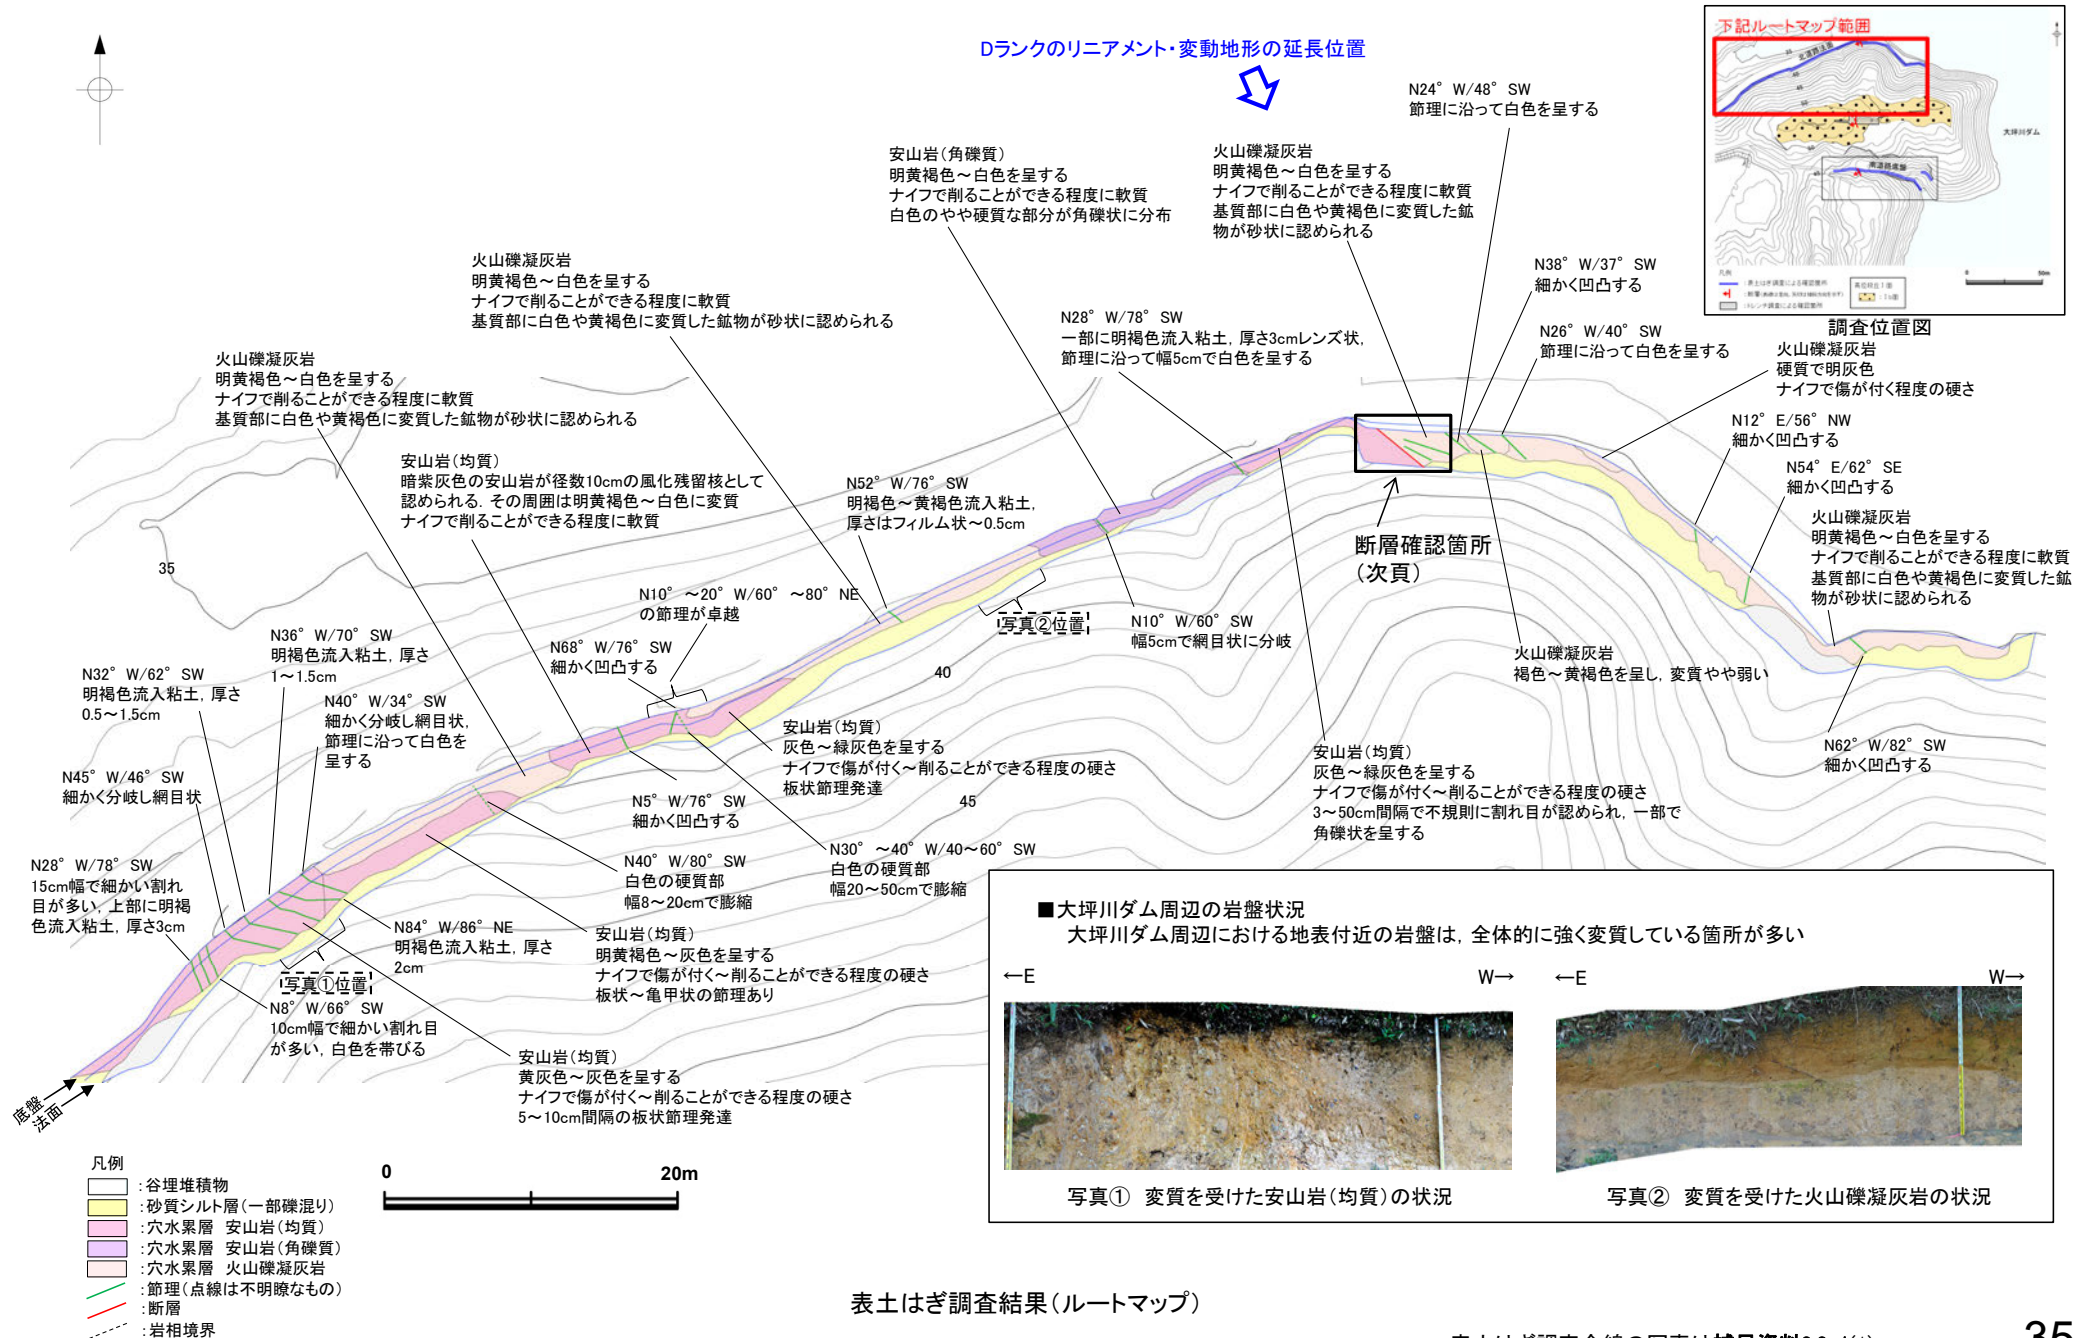 Dランクのリニアメント・変動地形の延長位置
下記ルートマップ範囲
北道路法面
南道路底盤
大坪川ダム
凡例
:表土はぎ調査による確認箇所
:トレンチ調査による確認箇所
高位段丘Ⅰ面
0 50m
調査位置図
N24° W/48° SW
節理に沿って白色を呈する
安山岩(角礫質)
明黄褐色～白色を呈する
ナイフで削ることができる程度に軟質
白色のやや硬質な部分が角礫状に分布
火山礫凝灰岩
明黄褐色～白色を呈する
ナイフで削ることができる程度に軟質
基質部に白色や黄褐色に変質した鉱
物が砂状に認められる
N38° W/37° SW
細かく凹凸する
火山礫凝灰岩
明黄褐色～白色を呈する
ナイフで削ることができる程度に軟質
基質部に白色や黄褐色に変質した鉱物が砂状に認められる
N28° W/78° SW
一部に明褐色流入粘土, 厚さ3cmレンズ状,
節理に沿って幅5cmで白色を呈する
N26° W/40° SW
節理に沿って白色を呈する
火山礫凝灰岩
硬質で明灰色
ナイフで傷が付く程度の硬さ
火山礫凝灰岩
明黄褐色～白色を呈する
ナイフで削ることができる程度に軟質
基質部に白色や黄褐色に変質した鉱物が砂状に認められる
N12° E/56° NW
細かく凹凸する
安山岩(均質)
暗紫灰色の安山岩が径数10cmの風化残留核として
認められる. その周囲は明黄褐色～白色に変質
ナイフで削ることができる程度に軟質
N54° E/62° SE
細かく凹凸する
N52° W/76° SW
明褐色～黄褐色流入粘土,
厚さはフィルム状～0.5cm
火山礫凝灰岩
明黄褐色～白色を呈する
ナイフで削ることができる程度に軟質
基質部に白色や黄褐色に変質した鉱
物が砂状に認められる
断層確認箇所
(次頁)
35
N10° ～20° W/60° ～80° NE
の節理が卓越
写真②位置
N10° W/60° SW
幅5cmで網目状に分岐
N36° W/70° SW
明褐色流入粘土, 厚さ
1～1.5cm
N68° W/76° SW
細かく凹凸する
火山礫凝灰岩
褐色～黄褐色を呈し, 変質やや弱い
40
N32° W/62° SW
明褐色流入粘土, 厚さ
0.5～1.5cm
N40° W/34° SW
細かく分岐し網目状,
節理に沿って白色を
呈する
安山岩(均質)
灰色～緑灰色を呈する
ナイフで傷が付く～削ることができる程度の硬さ
板状節理発達
安山岩(均質)
灰色～緑灰色を呈する
ナイフで傷が付く～削ることができる程度の硬さ
3～50cm間隔で不規則に割れ目が認められ, 一部で
角礫状を呈する
N62° W/82° SW
細かく凹凸する
N45° W/46° SW
細かく分岐し網目状
N5° W/76° SW
細かく凹凸する
45
N40° W/80° SW
白色の硬質部
幅8～20cmで膨縮
N30° ～40° W/40～60° SW
白色の硬質部
幅20～50cmで膨縮
N28° W/78° SW
15cm幅で細かい割れ
目が多い, 上部に明褐
色流入粘土, 厚さ3cm
N84° W/86° NE
明褐色流入粘土, 厚さ
2cm
安山岩(均質)
明黄褐色～灰色を呈する
ナイフで傷が付く～削ることができる程度の硬さ
板状～亀甲状の節理あり
写真①位置
N8° W/66° SW
10cm幅で細かい割れ目
が多い, 白色を帯びる
安山岩(均質)
黄灰色～灰色を呈する
ナイフで傷が付く～削ることができる程度の硬さ
5～10cm間隔の板状節理発達
底盤
法面
■大坪川ダム周辺の岩盤状況
大坪川ダム周辺における地表付近の岩盤は, 全体的に強く変質している箇所が多い
←E W→
←E W→
写真① 変質を受けた安山岩(均質)の状況
写真② 変質を受けた火山礫凝灰岩の状況
凡例
:谷埋堆積物
:砂質シルト層(一部礫混り)
:穴水累層 安山岩(均質)
:穴水累層 安山岩(角礫質)
:穴水累層 火山礫凝灰岩
:節理(点線は不明瞭なもの)
:断層
:岩相境界
0 20m
表土はぎ調査結果(ルートマップ)